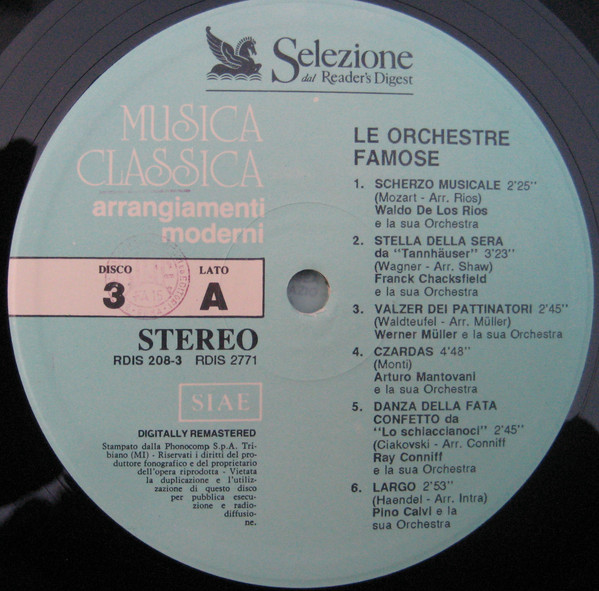 Selezione
dal Reader's Digest
MUSICA
CLASSICA
arrangiamenti
moderni
DISCO LATO
3 A
STEREO
RDIS 208-3 RDIS 2771
SIAE
DIGITALLY REMASTERED
Stampato dalla Phonocomp S.p.A. Tri-
biano (MI) - Riservati i diritti del pro-
duttore fonografico e del proprietario
dell'opera riprodotta - Vietata
la duplicazione e l'utiliz-
zazione di questo disco
per pubblica esecu-
zione e radio-
diffusio-
ne.
LE ORCHESTRE
FAMOSE
1. SCHERZO MUSICALE 2'25"
(Mozart - Arr. Rios)
Waldo De Los Rios
e la sua Orchestra
2. STELLA DELLA SERA
da "Tannhäuser" 3'23"
(Wagner - Arr. Shaw)
Franck Chacksfield
e la sua Orchestra
3. VALZER DEI PATTINATORI 2'45"
(Waldteufel - Arr. Müller)
Werner Müller e la sua Orchestra
4. CZARDAS 4'48"
(Monti)
Arturo Mantovani
e la sua Orchestra
5. DANZA DELLA FATA
CONFETTO da
"Lo schiaccianoci" 2'45"
(Ciakovski - Arr. Conniff
Ray Conniff
e la sua Orchestra
6. LARGO 2'53"
(Haendel - Arr. Intra)
Pino Calvi e la
sua Orchestra